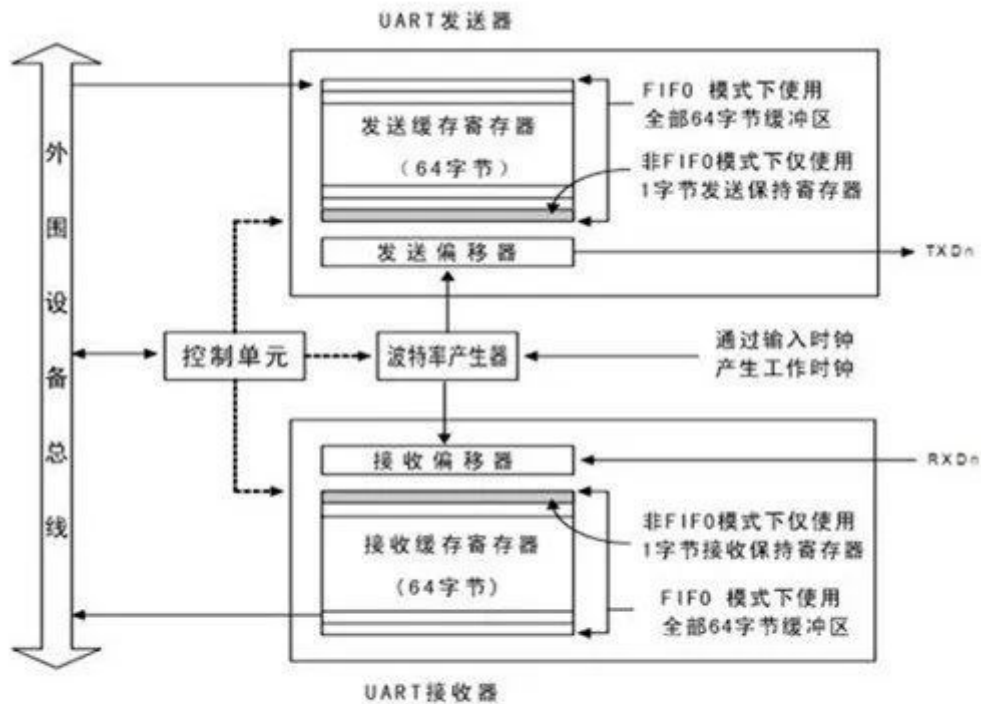 UART发送器
外围设备总线
发送缓存寄存器
(64字节)
FIFO 模式下使用
全部64字节缓冲区
非FIFO模式下仅使用
1字节发送保持寄存器
发送偏移器
TXDn
控制单元
波特率产生器
通过输入时钟
产生工作时钟
接收偏移器
RXDn
接收缓存寄存器
(64字节)
非FIFO模式下仅使用
1字节接收保持寄存器
FIFO 模式下使用
全部64字节缓冲区
UART接收器